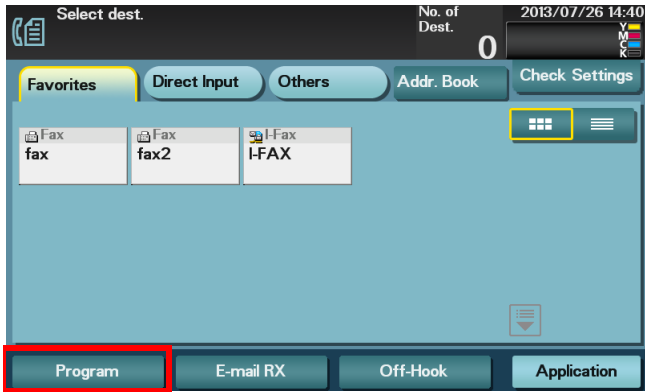 Select dest.
No. of
Dest.
0
2013/07/26 14:40
Y
M
C
K
Favorites
Direct Input
Others
Addr. Book
Check Settings
Fax
fax
Fax
fax2
I-Fax
I-FAX
Program
E-mail RX
Off-Hook
Application